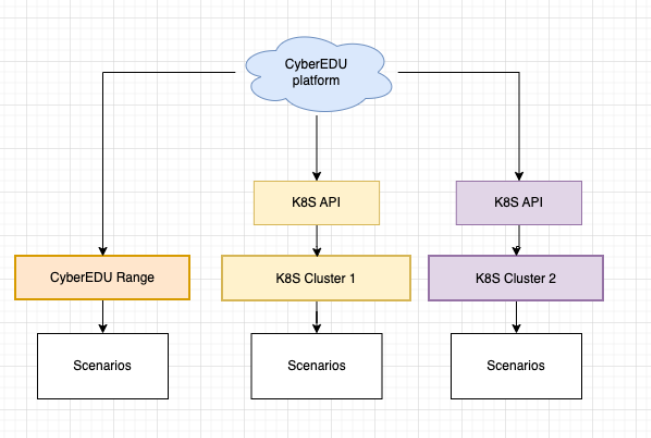 CyberEDU
platform
K8S API
K8S API
CyberEDU Range
K8S Cluster 1
K8S Cluster 2
Scenarios
Scenarios
Scenarios